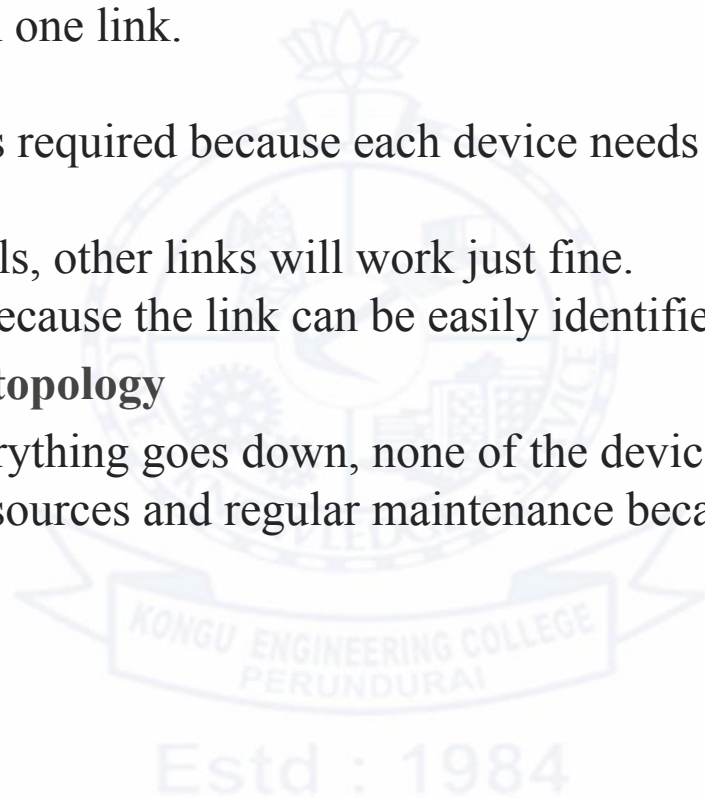 one link.
s required because each device needs
ls, other links will work just fine.
ecause the link can be easily identifie
topology
rything goes down, none of the devic
sources and regular maintenance beca
KNOWLEDGE
SERVICE
KONGU ENGINEERING COLLEGE
PERUNDURAI
Estd : 1984